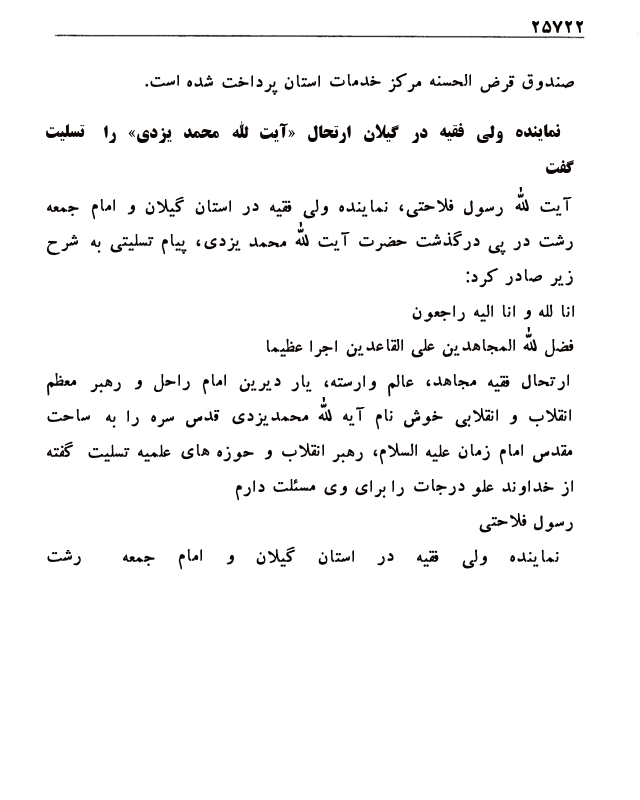 ۲۵۷۲۲
صندوق قرض الحسنه مرکز خدمات استان پرداخت شده است.
نماینده ولی فقیه در گیلان ارتحال «آیت لله محمد یزدی» را تسلیت
گفت
آیت لله رسول فلاحتی، نماینده ولی فقیه در استان گیلان و امام جمعه
رشت در پی درگذشت حضرت آیت لله محمد یزدی، پیام تسلیتی به شرح
زیر صادر کرد:
انا لله و انا الیه راجعون
فضل لله المجاهدین علی القاعدین اجرا عظیما
ارتحال فقیه مجاهد، عالم وارسته، یار دیرین امام راحل و رهبر معظم
انقلاب و انقلابی خوش نام آیه لله محمدیزدی قدس سره را به ساحت
مقدس امام زمان علیه السلام، رهبر انقلاب و حوزه های علمیه تسلیت گفته
از خداوند علو درجات را برای وی مسئلت دارم
رسول فلاحتی
نماینده ولی فقیه در استان گیلان و امام جمعه رشت